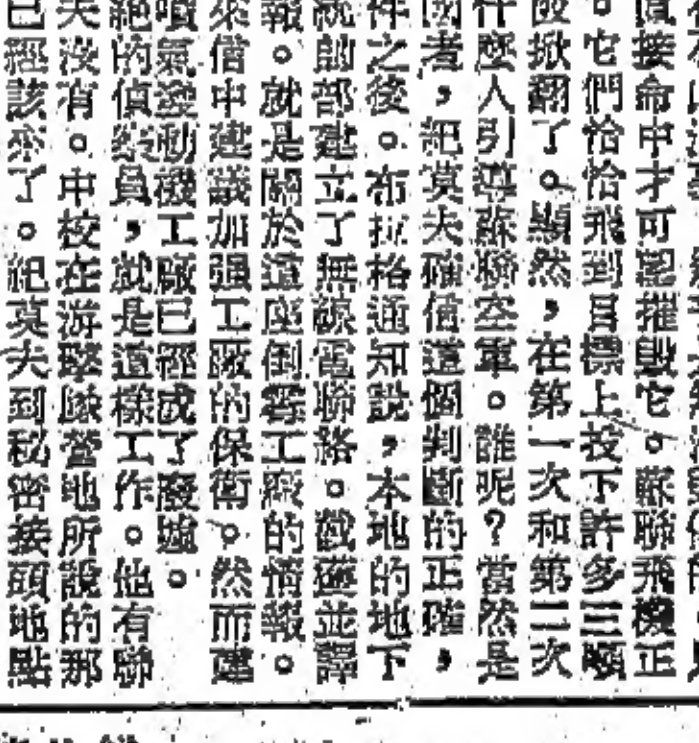 直接命中才可認摧毀它。蘇聯飛機正
。它們恰恰飛到目標上投下許多三噸
掀翻了。顯然，在第一次和第二次
什麼人引導蘇聯空軍。誰呢？當然是
者，紀莫夫確信這個判斷的正確，
件之後。布拉格通知說，本地的地下
統帥部建立了無線電聯絡。截遞並譯
報。就是關於這座倒霉工廠的情報。
來信中建議加強工廠的保衛。然而建
噴氣發動機工廠已經成了廢墟。
絕的偵察員，就是這樣工作。他有聯
夫沒有。中校在游擊隊營地所說的那
已經該來了。紀莫夫到秘密接頭地點